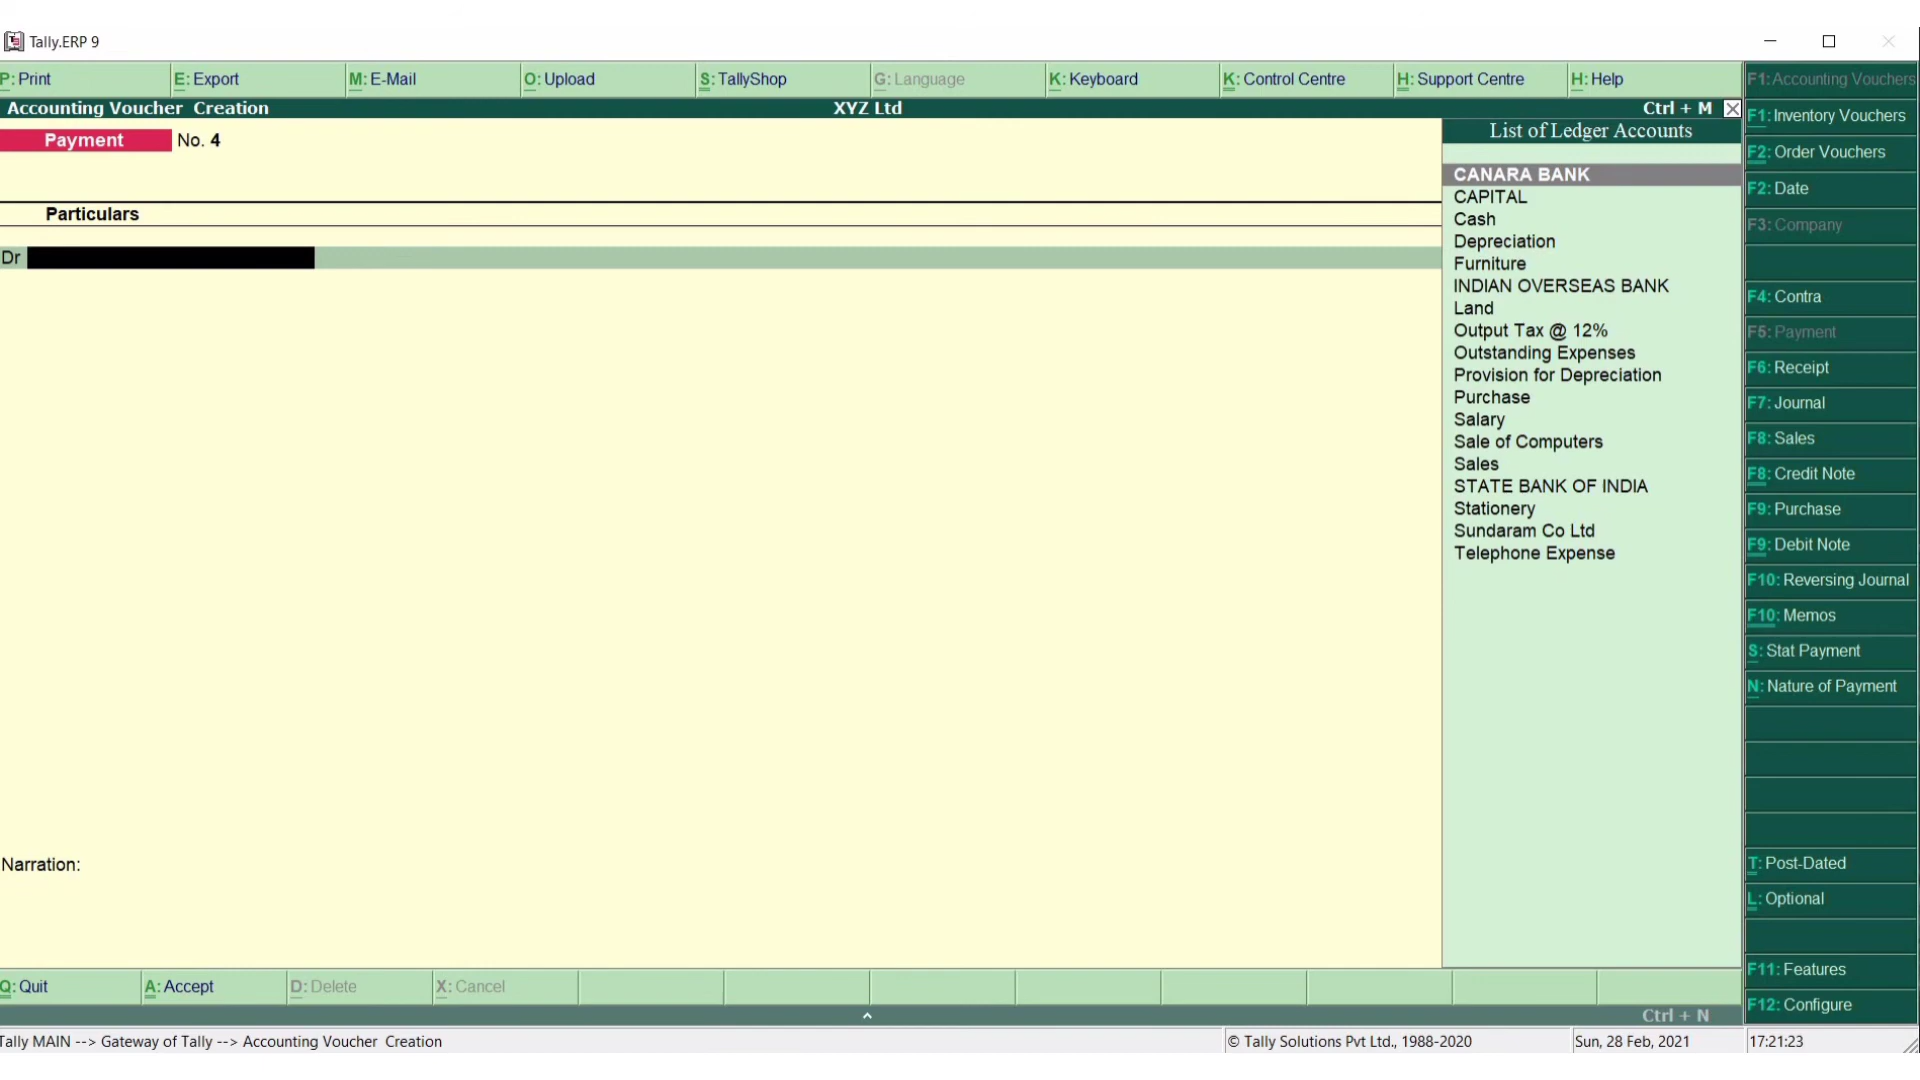 Tally.ERP 9
P: Print E: Export M: E-Mail O: Upload S: TallyShop G: Language K: Keyboard K: Control Centre H: Support Centre H: Help
Accounting Voucher Creation XYZ Ltd Ctrl + M
Payment No. 4
Particulars
Dr
Narration:
List of Ledger Accounts
CANARA BANK
CAPITAL
Cash
Depreciation
Furniture
INDIAN OVERSEAS BANK
Land
Output Tax @ 12%
Outstanding Expenses
Provision for Depreciation
Purchase
Salary
Sale of Computers
Sales
STATE BANK OF INDIA
Stationery
Sundaram Co Ltd
Telephone Expense
F1: Accounting Vouchers
F1: Inventory Vouchers
F2: Order Vouchers
F2: Date
F3: Company
F4: Contra
F5: Payment
F6: Receipt
F7: Journal
F8: Sales
F8: Credit Note
F9: Purchase
F9: Debit Note
F10: Reversing Journal
F10: Memos
S: Stat Payment
N: Nature of Payment
T: Post-Dated
L: Optional
F11: Features
F12: Configure
Q: Quit A: Accept D: Delete X: Cancel
Ctrl + N
Tally MAIN --> Gateway of Tally --> Accounting Voucher Creation © Tally Solutions Pvt Ltd., 1988-2020 Sun, 28 Feb, 2021 17:21:23